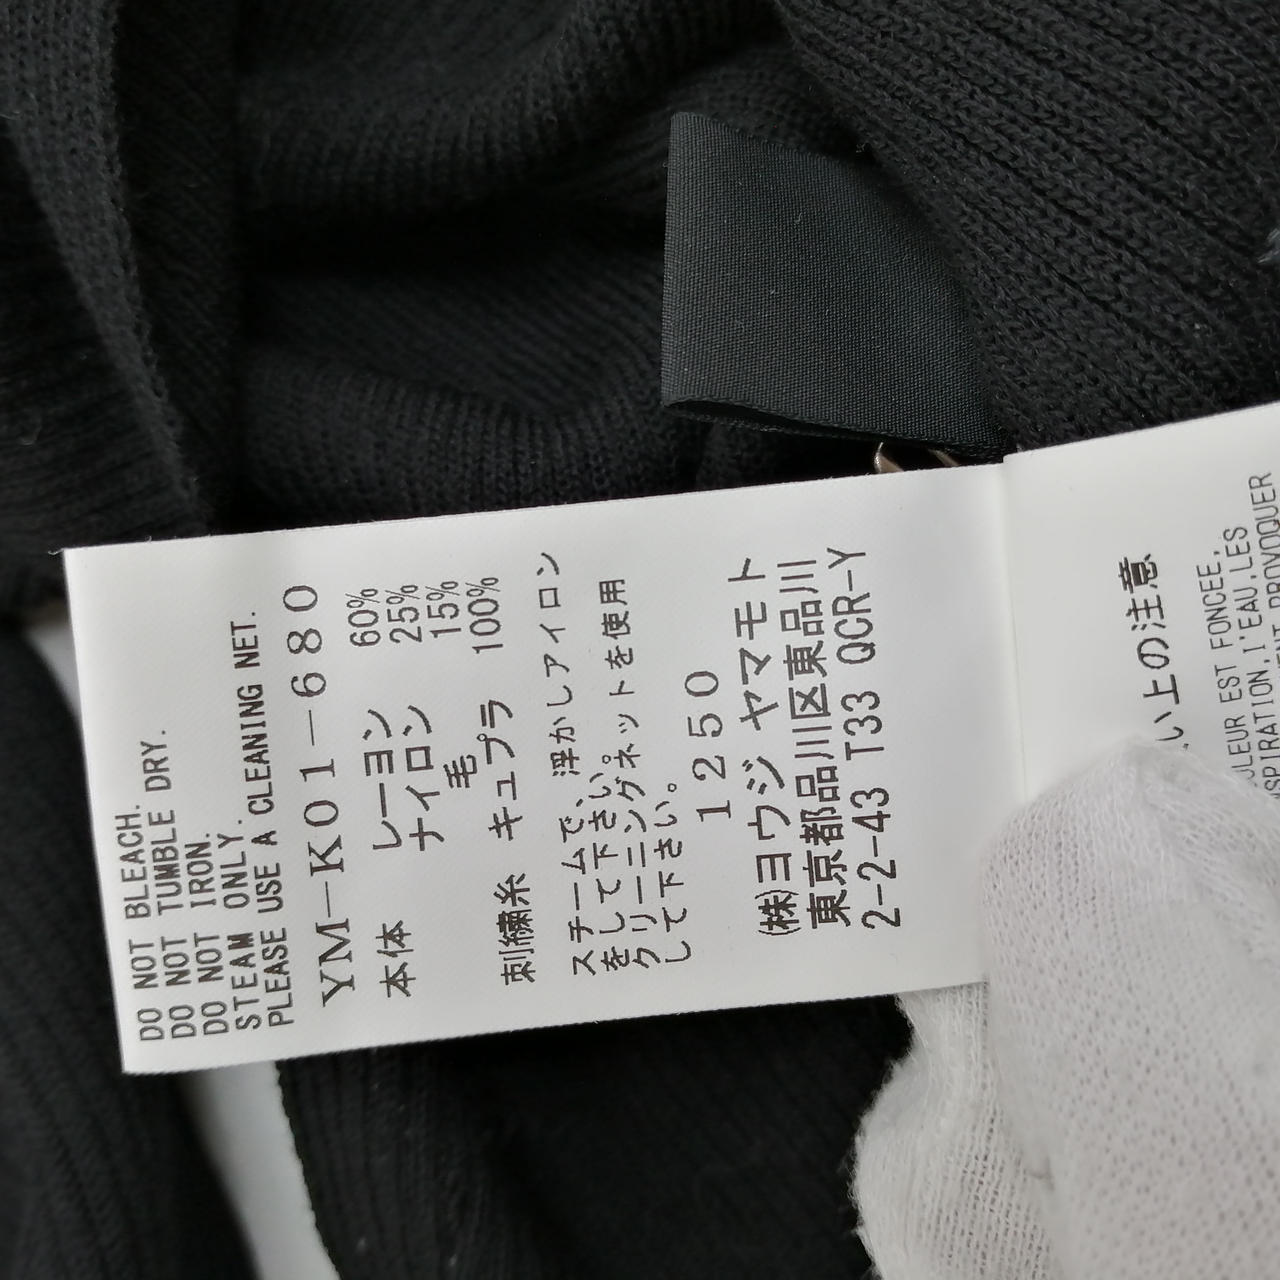 DO NOT BLEACH.
DO NOT TUMBLE DRY.
DO NOT IRON.
STEAM ONLY.
PLEASE USE A CLEANING NET.
YM-K01-680
本体 レーヨン 60%
ナイロン 25%
毛 15%
刺繍糸 キュプラ 100%
スチームで、浮かしアイロン
をして下さい。
クリーニングネットを使用
して下さい。
1250
(株)ヨウジ ヤマモト
東京都品川区東品川
2-2-43 T33 QCR-Y
い上の注意
ULEUR EST FONCEE,
SPIRATION,l'EAU,LES
ENT PROVOQUER